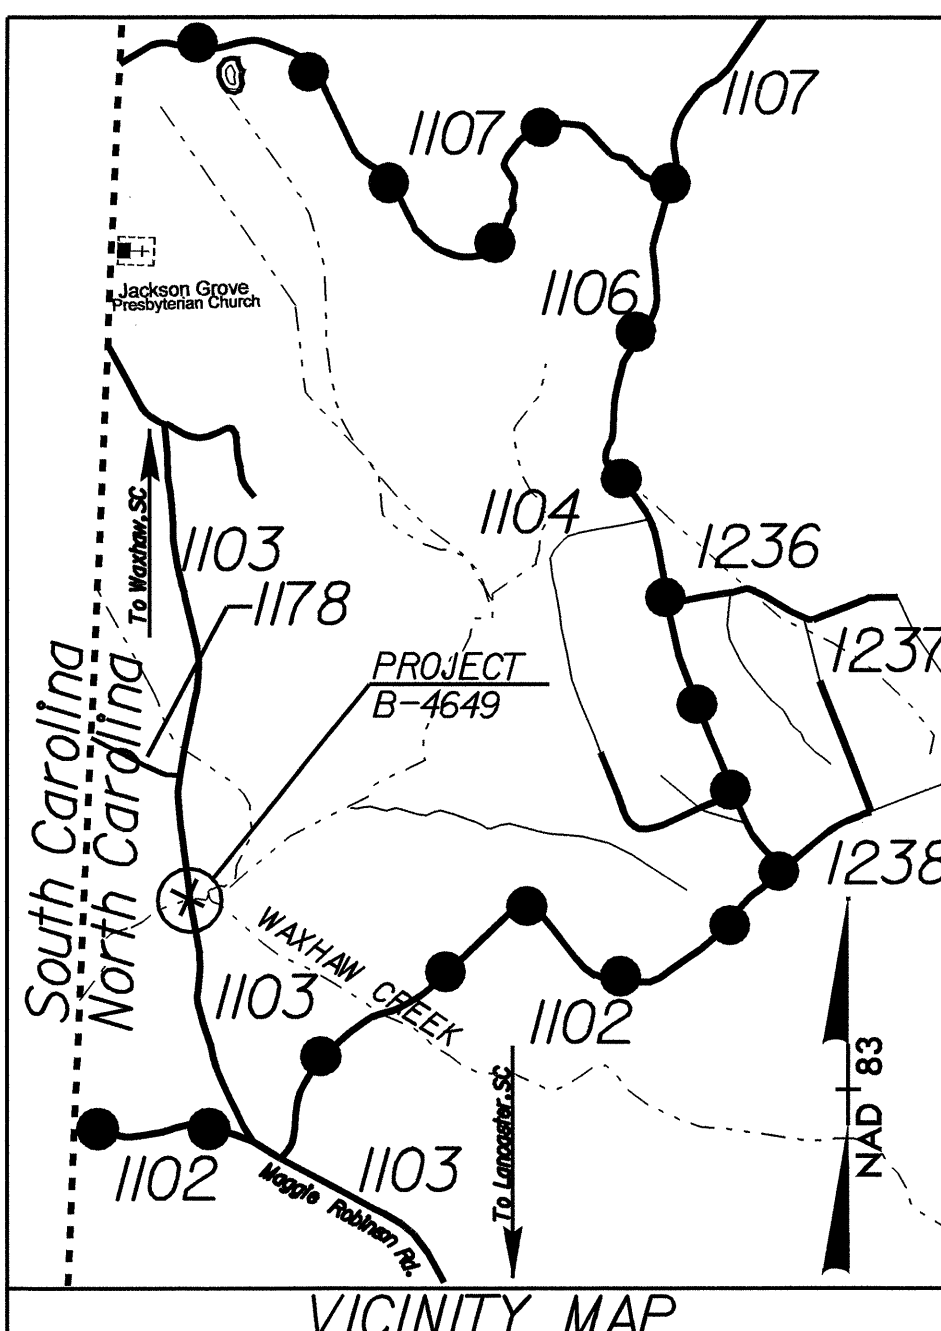 1107
1107
1106
Jackson Grove
Presbyterian Church
1104
1236
To Waxhaw,SC
1103
1178
1237
PROJECT
B-4649
South Carolina
North Carolina
1238
WAXHAW CREEK
1103
1102
NAD 83
To Lancaster,SC
1102
1103
Maggie Robinson Rd.
VICINITY MAP